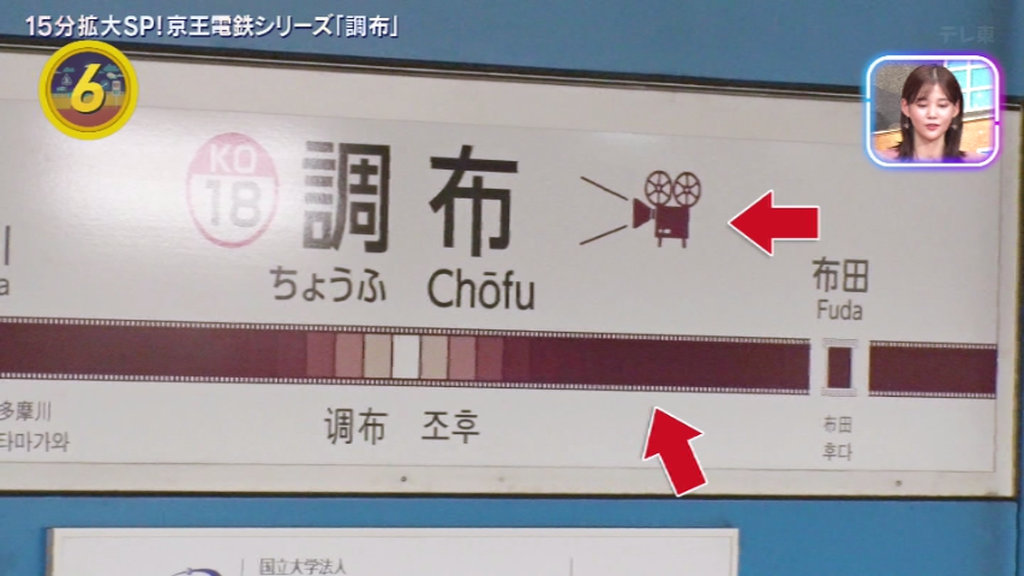 15分拡大SP!京王電鉄シリーズ「調布」
テレ東
6
KO
18
調布
ちょうふ Chōfu
布田
Fuda
调布 조후
多摩川
타마가와
布田
후다
国立大学法人